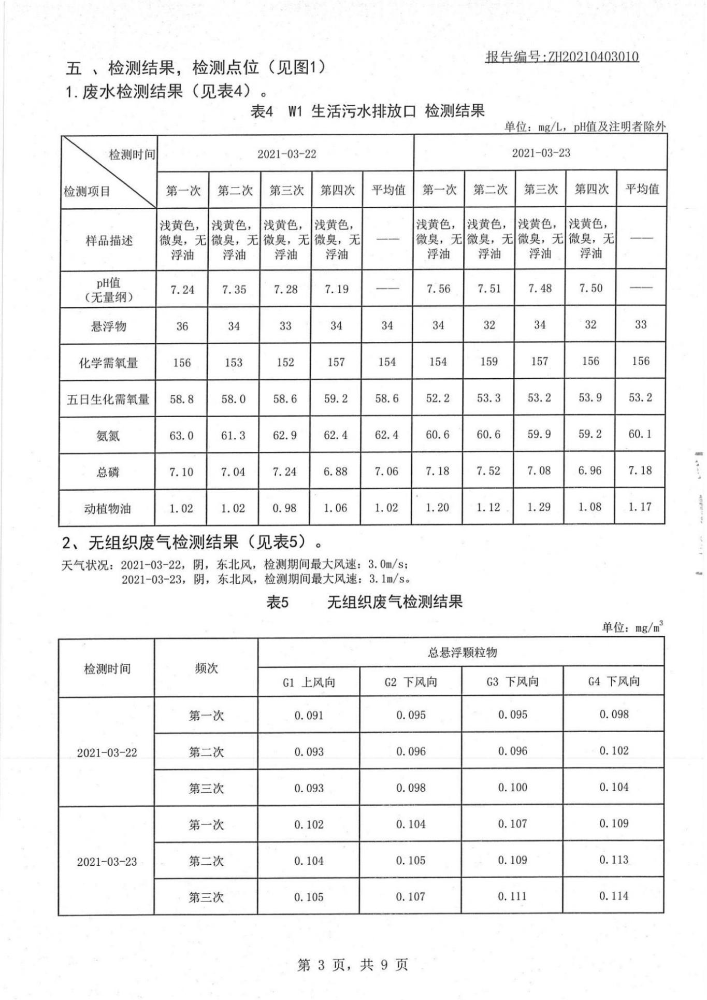 报告编号:ZH20210403010
五 、检测结果，检测点位（见图1）
1.废水检测结果（见表4）。
表4 W1 生活污水排放口 检测结果
单位：mg/L，pH值及注明者除外
检测时间 2021-03-22 2021-03-23
检测项目 第一次 第二次 第三次 第四次 平均值 第一次 第二次 第三次 第四次 平均值
样品描述 浅黄色，微臭，无浮油 浅黄色，微臭，无浮油 浅黄色，微臭，无浮油 浅黄色，微臭，无浮油 —— 浅黄色，微臭，无浮油 浅黄色，微臭，无浮油 浅黄色，微臭，无浮油 浅黄色，微臭，无浮油 ——
pH值（无量纲） 7.24 7.35 7.28 7.19 —— 7.56 7.51 7.48 7.50 ——
悬浮物 36 34 33 34 34 34 32 34 32 33
化学需氧量 156 153 152 157 154 154 159 157 156 156
五日生化需氧量 58.8 58.0 58.6 59.2 58.6 52.2 53.3 53.2 53.9 53.2
氨氮 63.0 61.3 62.9 62.4 62.4 60.6 60.6 59.9 59.2 60.1
总磷 7.10 7.04 7.24 6.88 7.06 7.18 7.52 7.08 6.96 7.18
动植物油 1.02 1.02 0.98 1.06 1.02 1.20 1.12 1.29 1.08 1.17
2、无组织废气检测结果（见表5）。
天气状况：2021-03-22，阴，东北风，检测期间最大风速：3.0m/s；
2021-03-23，阴，东北风，检测期间最大风速：3.1m/s。
表5 无组织废气检测结果
单位：mg/m³
检测时间 频次 总悬浮颗粒物
G1 上风向 G2 下风向 G3 下风向 G4 下风向
第一次 0.091 0.095 0.095 0.098
2021-03-22 第二次 0.093 0.096 0.096 0.102
第三次 0.093 0.098 0.100 0.104
第一次 0.102 0.104 0.107 0.109
2021-03-23 第二次 0.104 0.105 0.109 0.113
第三次 0.105 0.107 0.111 0.114
第 3 页，共 9 页